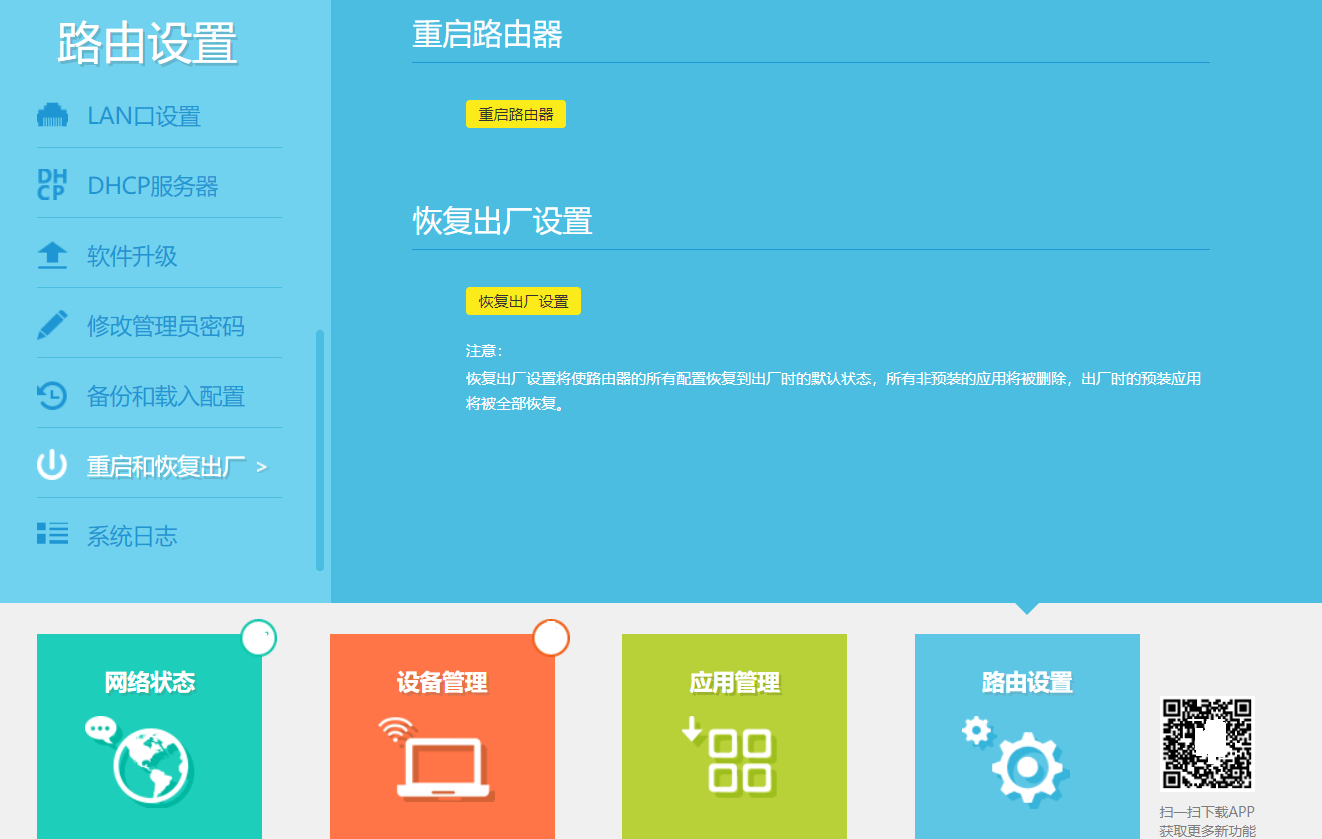 路由设置
LAN口设置
DHCP
DHCP服务器
软件升级
修改管理员密码
备份和载入配置
重启和恢复出厂 >
系统日志
重启路由器
重启路由器
恢复出厂设置
恢复出厂设置
注意：
恢复出厂设置将使路由器的所有配置恢复到出厂时的默认状态，所有非预装的应用将被删除，出厂时的预装应用
将被全部恢复。
网络状态
设备管理
应用管理
路由设置
扫一扫下载APP
获取更多新功能